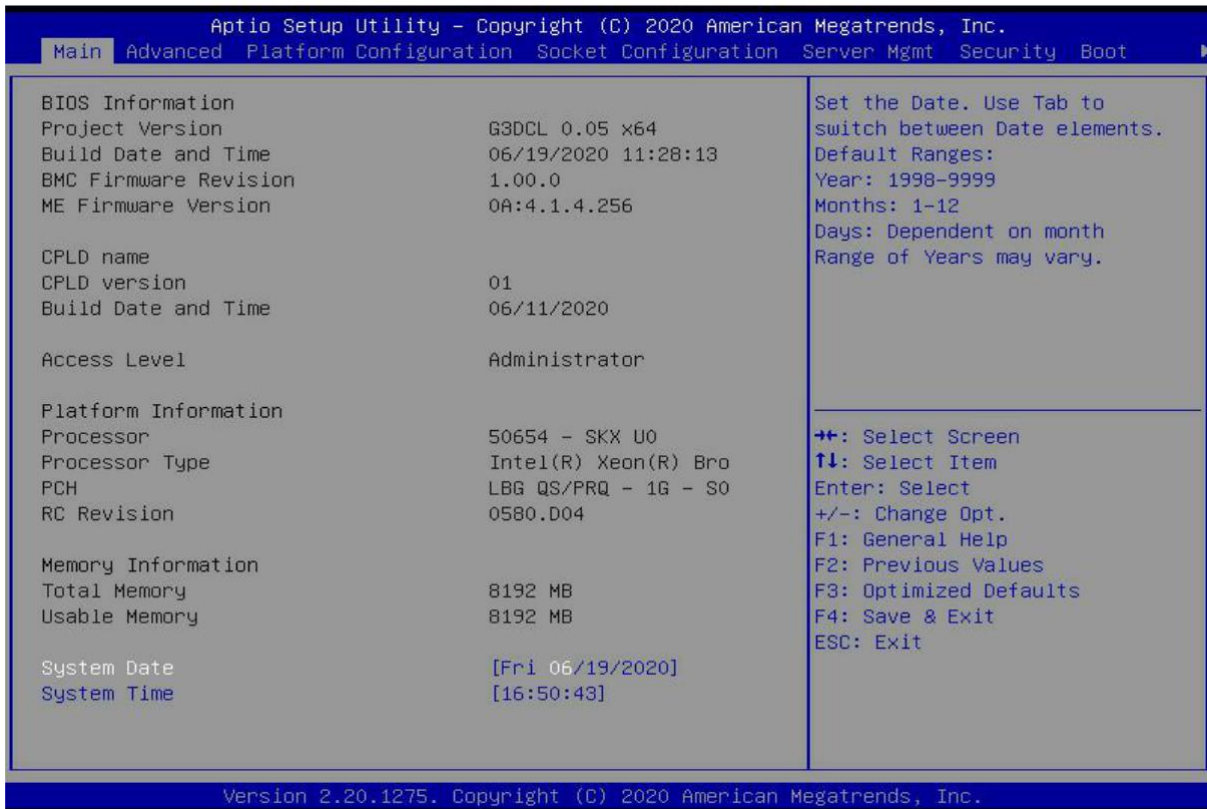 Aptio Setup Utility – Copyright (C) 2020 American Megatrends, Inc.
Main Advanced Platform Configuration Socket Configuration Server Mgmt Security Boot ▶
BIOS Information
Project Version G3DCL 0.05 x64
Build Date and Time 06/19/2020 11:28:13
BMC Firmware Revision 1.00.0
ME Firmware Version 0A:4.1.4.256
CPLD name
CPLD version 01
Build Date and Time 06/11/2020
Access Level Administrator
Platform Information
Processor 50654 – SKX U0
Processor Type Intel(R) Xeon(R) Bro
PCH LBG QS/PRQ – 1G – S0
RC Revision 0580.D04
Memory Information
Total Memory 8192 MB
Usable Memory 8192 MB
System Date [Fri 06/19/2020]
System Time [16:50:43]
Set the Date. Use Tab to
switch between Date elements.
Default Ranges:
Year: 1998–9999
Months: 1–12
Days: Dependent on month
Range of Years may vary.
→←: Select Screen
↑↓: Select Item
Enter: Select
+/–: Change Opt.
F1: General Help
F2: Previous Values
F3: Optimized Defaults
F4: Save & Exit
ESC: Exit
Version 2.20.1275. Copyright (C) 2020 American Megatrends, Inc.